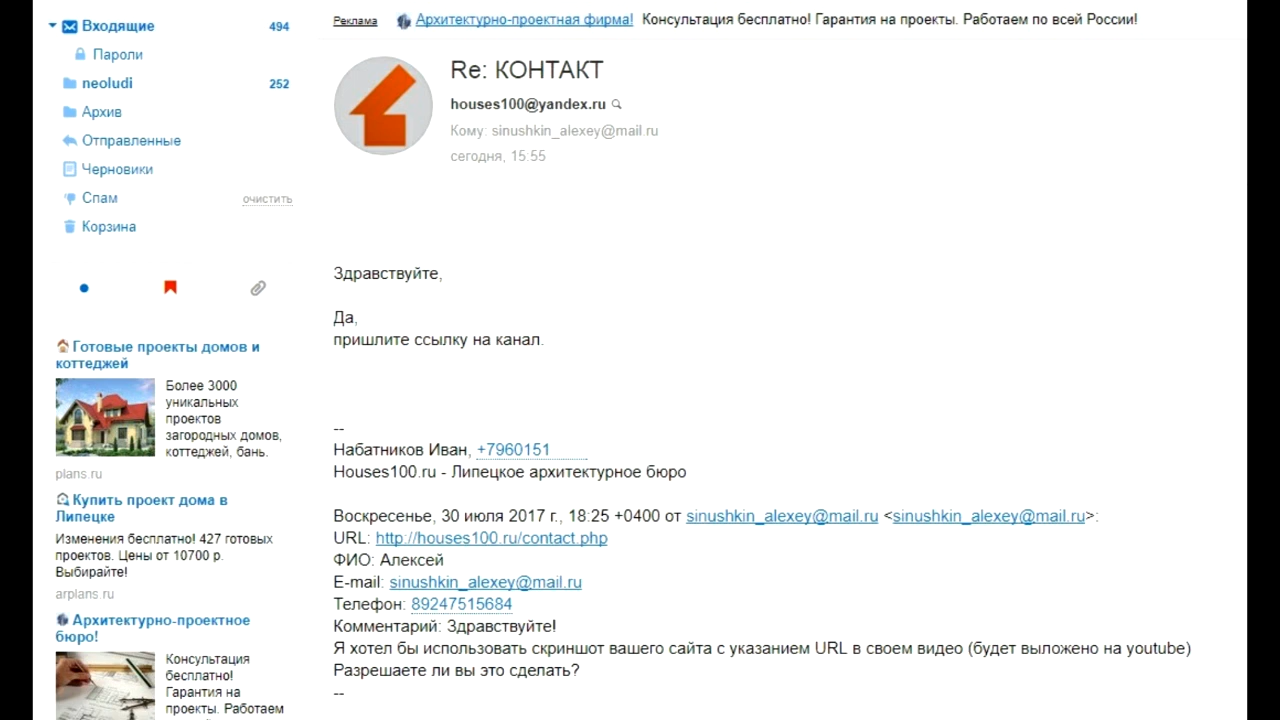 Входящие 494
Пароли
neoludi 252
Архив
Отправленные
Черновики
Спам очистить
Корзина
Готовые проекты домов и
коттеджей
Более 3000
уникальных
проектов
загородных домов,
коттеджей, бань.
plans.ru
Купить проект дома в
Липецке
Изменения бесплатно! 427 готовых
проектов. Цены от 10700 р.
Выбирайте!
arplans.ru
Архитектурно-проектное
бюро!
Консультация
бесплатно!
Гарантия на
проекты. Работаем
Реклама Архитектурно-проектная фирма! Консультация бесплатно! Гарантия на проекты. Работаем по всей России!
Re: КОНТАКТ
houses100@yandex.ru
Кому: sinushkin_alexey@mail.ru
сегодня, 15:55
Здравствуйте,
Да,
пришлите ссылку на канал.
--
Набатников Иван, +7960151
Houses100.ru - Липецкое архитектурное бюро
Воскресенье, 30 июля 2017 г., 18:25 +0400 от sinushkin_alexey@mail.ru <sinushkin_alexey@mail.ru>:
URL: http://houses100.ru/contact.php
ФИО: Алексей
E-mail: sinushkin_alexey@mail.ru
Телефон: 89247515684
Комментарий: Здравствуйте!
Я хотел бы использовать скриншот вашего сайта с указанием URL в своем видео (будет выложено на youtube)
Разрешаете ли вы это сделать?
--